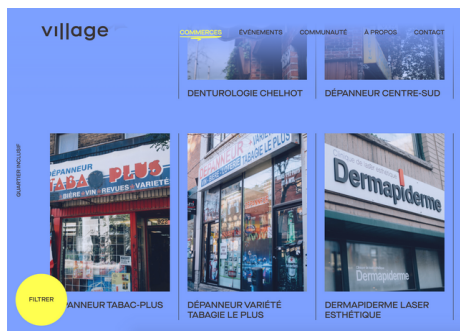 village
COMMERCES
ÉVÉNEMENTS
COMMUNAUTÉ
À PROPOS
CONTACT
DENTUROLOGIE CHELHOT
DÉPANNEUR CENTRE-SUD
QUARTIER INCLUSIF
DÉPANNEUR
TABAC PLUS
BIÈRE · VIN · REVUES · VARIÉTÉ
DÉPANNEUR VARIÉTÉ
TABAGIE LE PLUS
Dermapiderme
Dermapiderme
FILTRER
PANNEUR TABAC-PLUS
DÉPANNEUR VARIÉTÉ
TABAGIE LE PLUS
DERMAPIDERME LASER
ESTHÉTIQUE